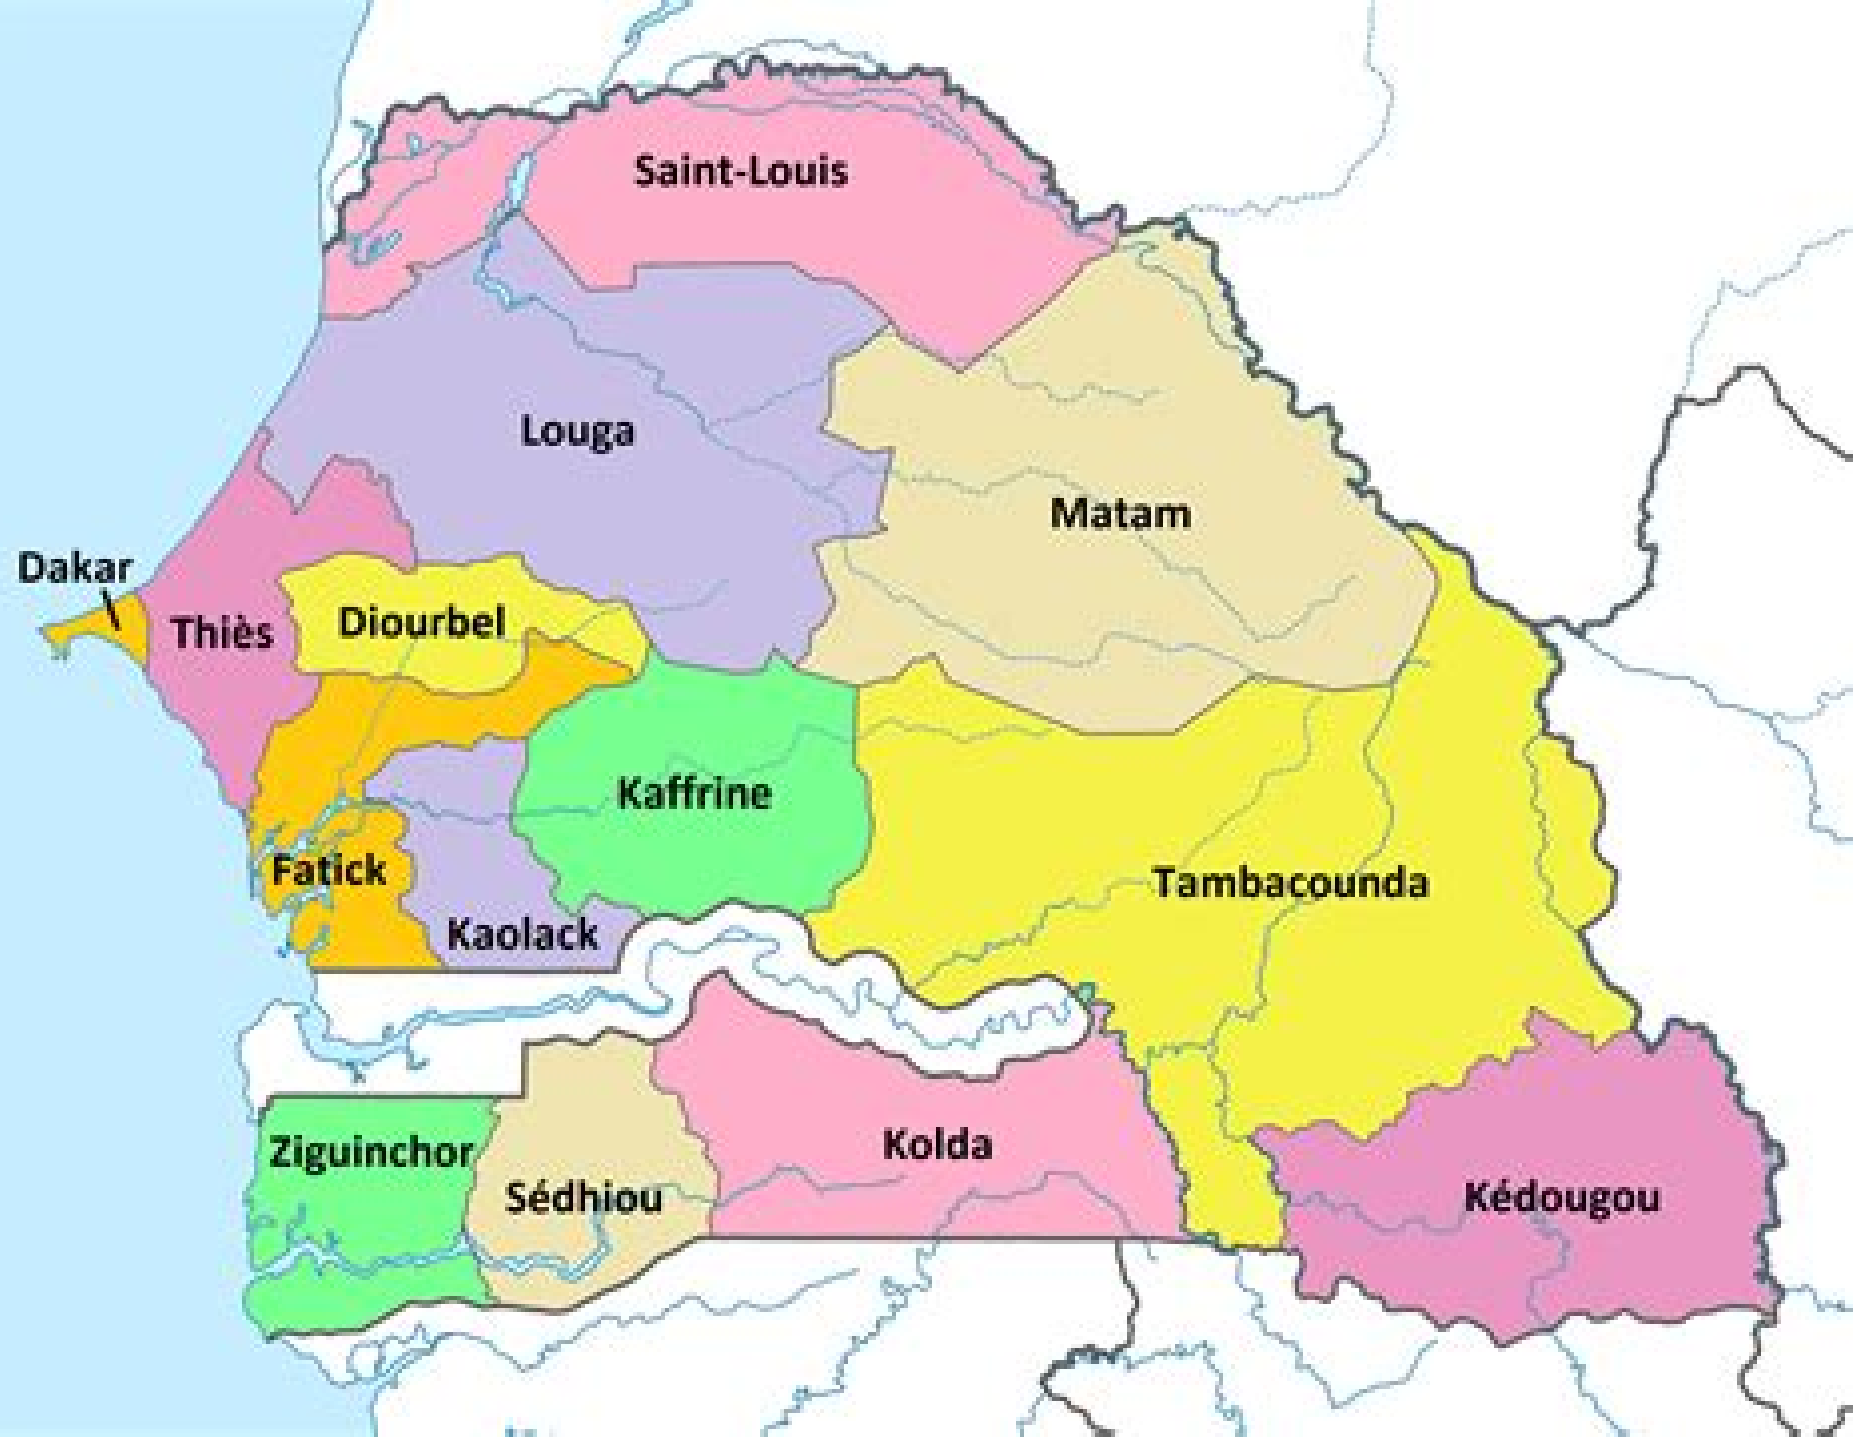 Saint-Louis
Louga
Matam
Dakar
Thiès
Diourbel
Kaffrine
Fatick
Tambacounda
Kaolack
Ziguinchor
Kolda
Sédhiou
Kédougou